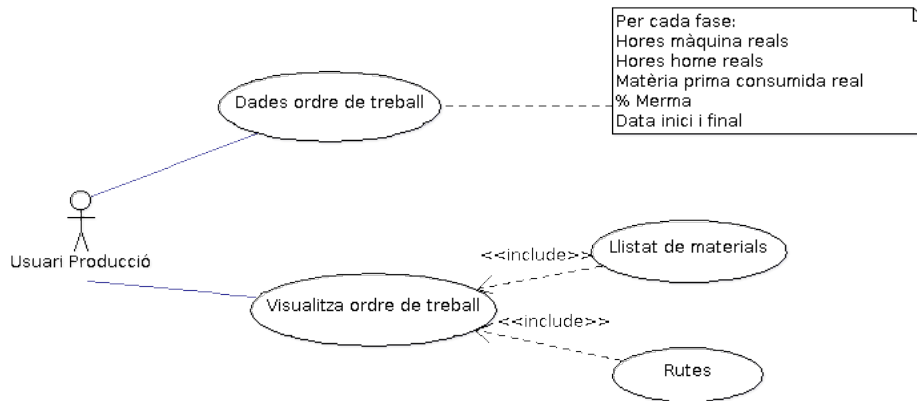 Per cada fase:
Hores màquina reals
Hores home reals
Matèria prima consumida real
% Merma
Data inici i final
Dades ordre de treball
Usuari Producció
<<include>>
Llistat de materials
Visualitza ordre de treball
<<include>>
Rutes